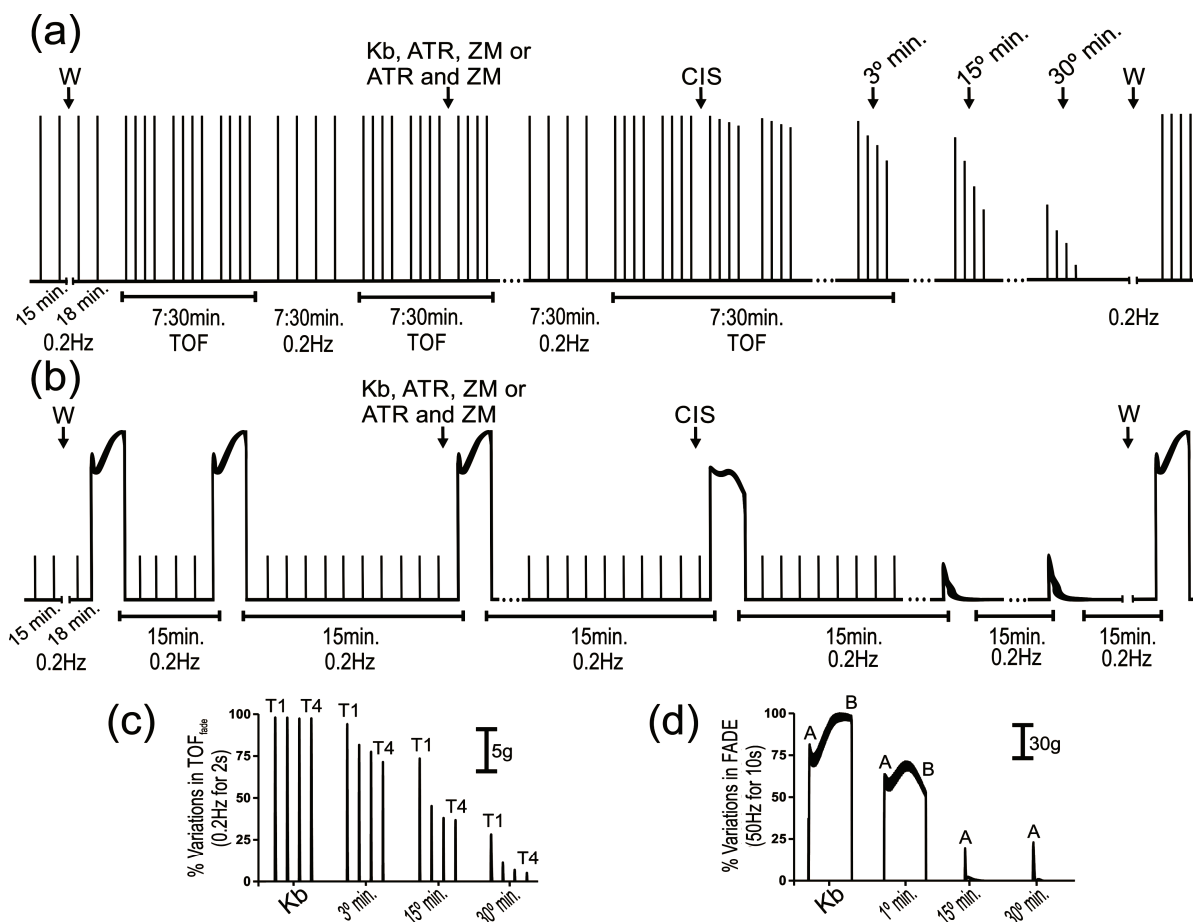 (a)
Kb, ATR, ZM or
ATR and ZM
W
CIS
3º min.
15º min.
30º min.
W
15 min.
18 min.
0.2Hz
7:30min.
TOF
7:30min.
0.2Hz
7:30min.
TOF
7:30min.
0.2Hz
7:30min.
TOF
0.2Hz
(b)
Kb, ATR, ZM or
ATR and ZM
W
CIS
W
15 min.
18 min.
0.2Hz
15min.
0.2Hz
15min.
0.2Hz
15min.
0.2Hz
15min.
0.2Hz
15min.
0.2Hz
15min.
0.2Hz
(c)
% Variations in TOFfade
(0.2Hz for 2s)
100
75
50
25
0
T1 T4
T1 T4
T1 T4
T1 T4
5g
Kb
3º min.
15º min.
30º min.
(d)
% Variations in FADE
(50Hz for 10s)
100
75
50
25
0
A B
A B
A
A
30g
Kb
1º min.
15º min.
30º min.